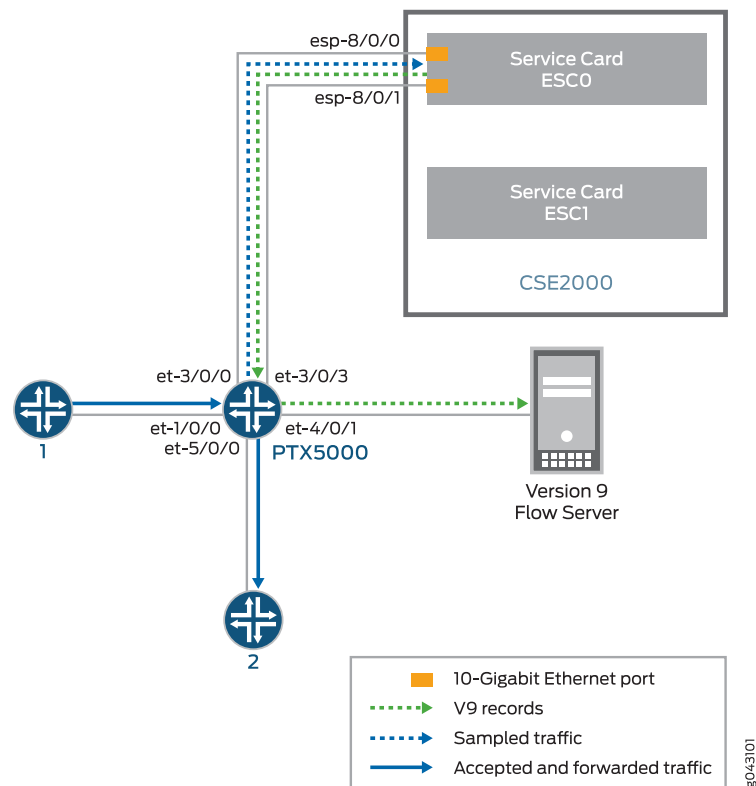 esp-8/0/0
Service Card
ESC0
esp-8/0/1
Service Card
ESC1
CSE2000
et-3/0/0
et-3/0/3
et-1/0/0
et-4/0/1
et-5/0/0
PTX5000
1
Version 9
Flow Server
2
10-Gigabit Ethernet port
V9 records
Sampled traffic
Accepted and forwarded traffic
g043101